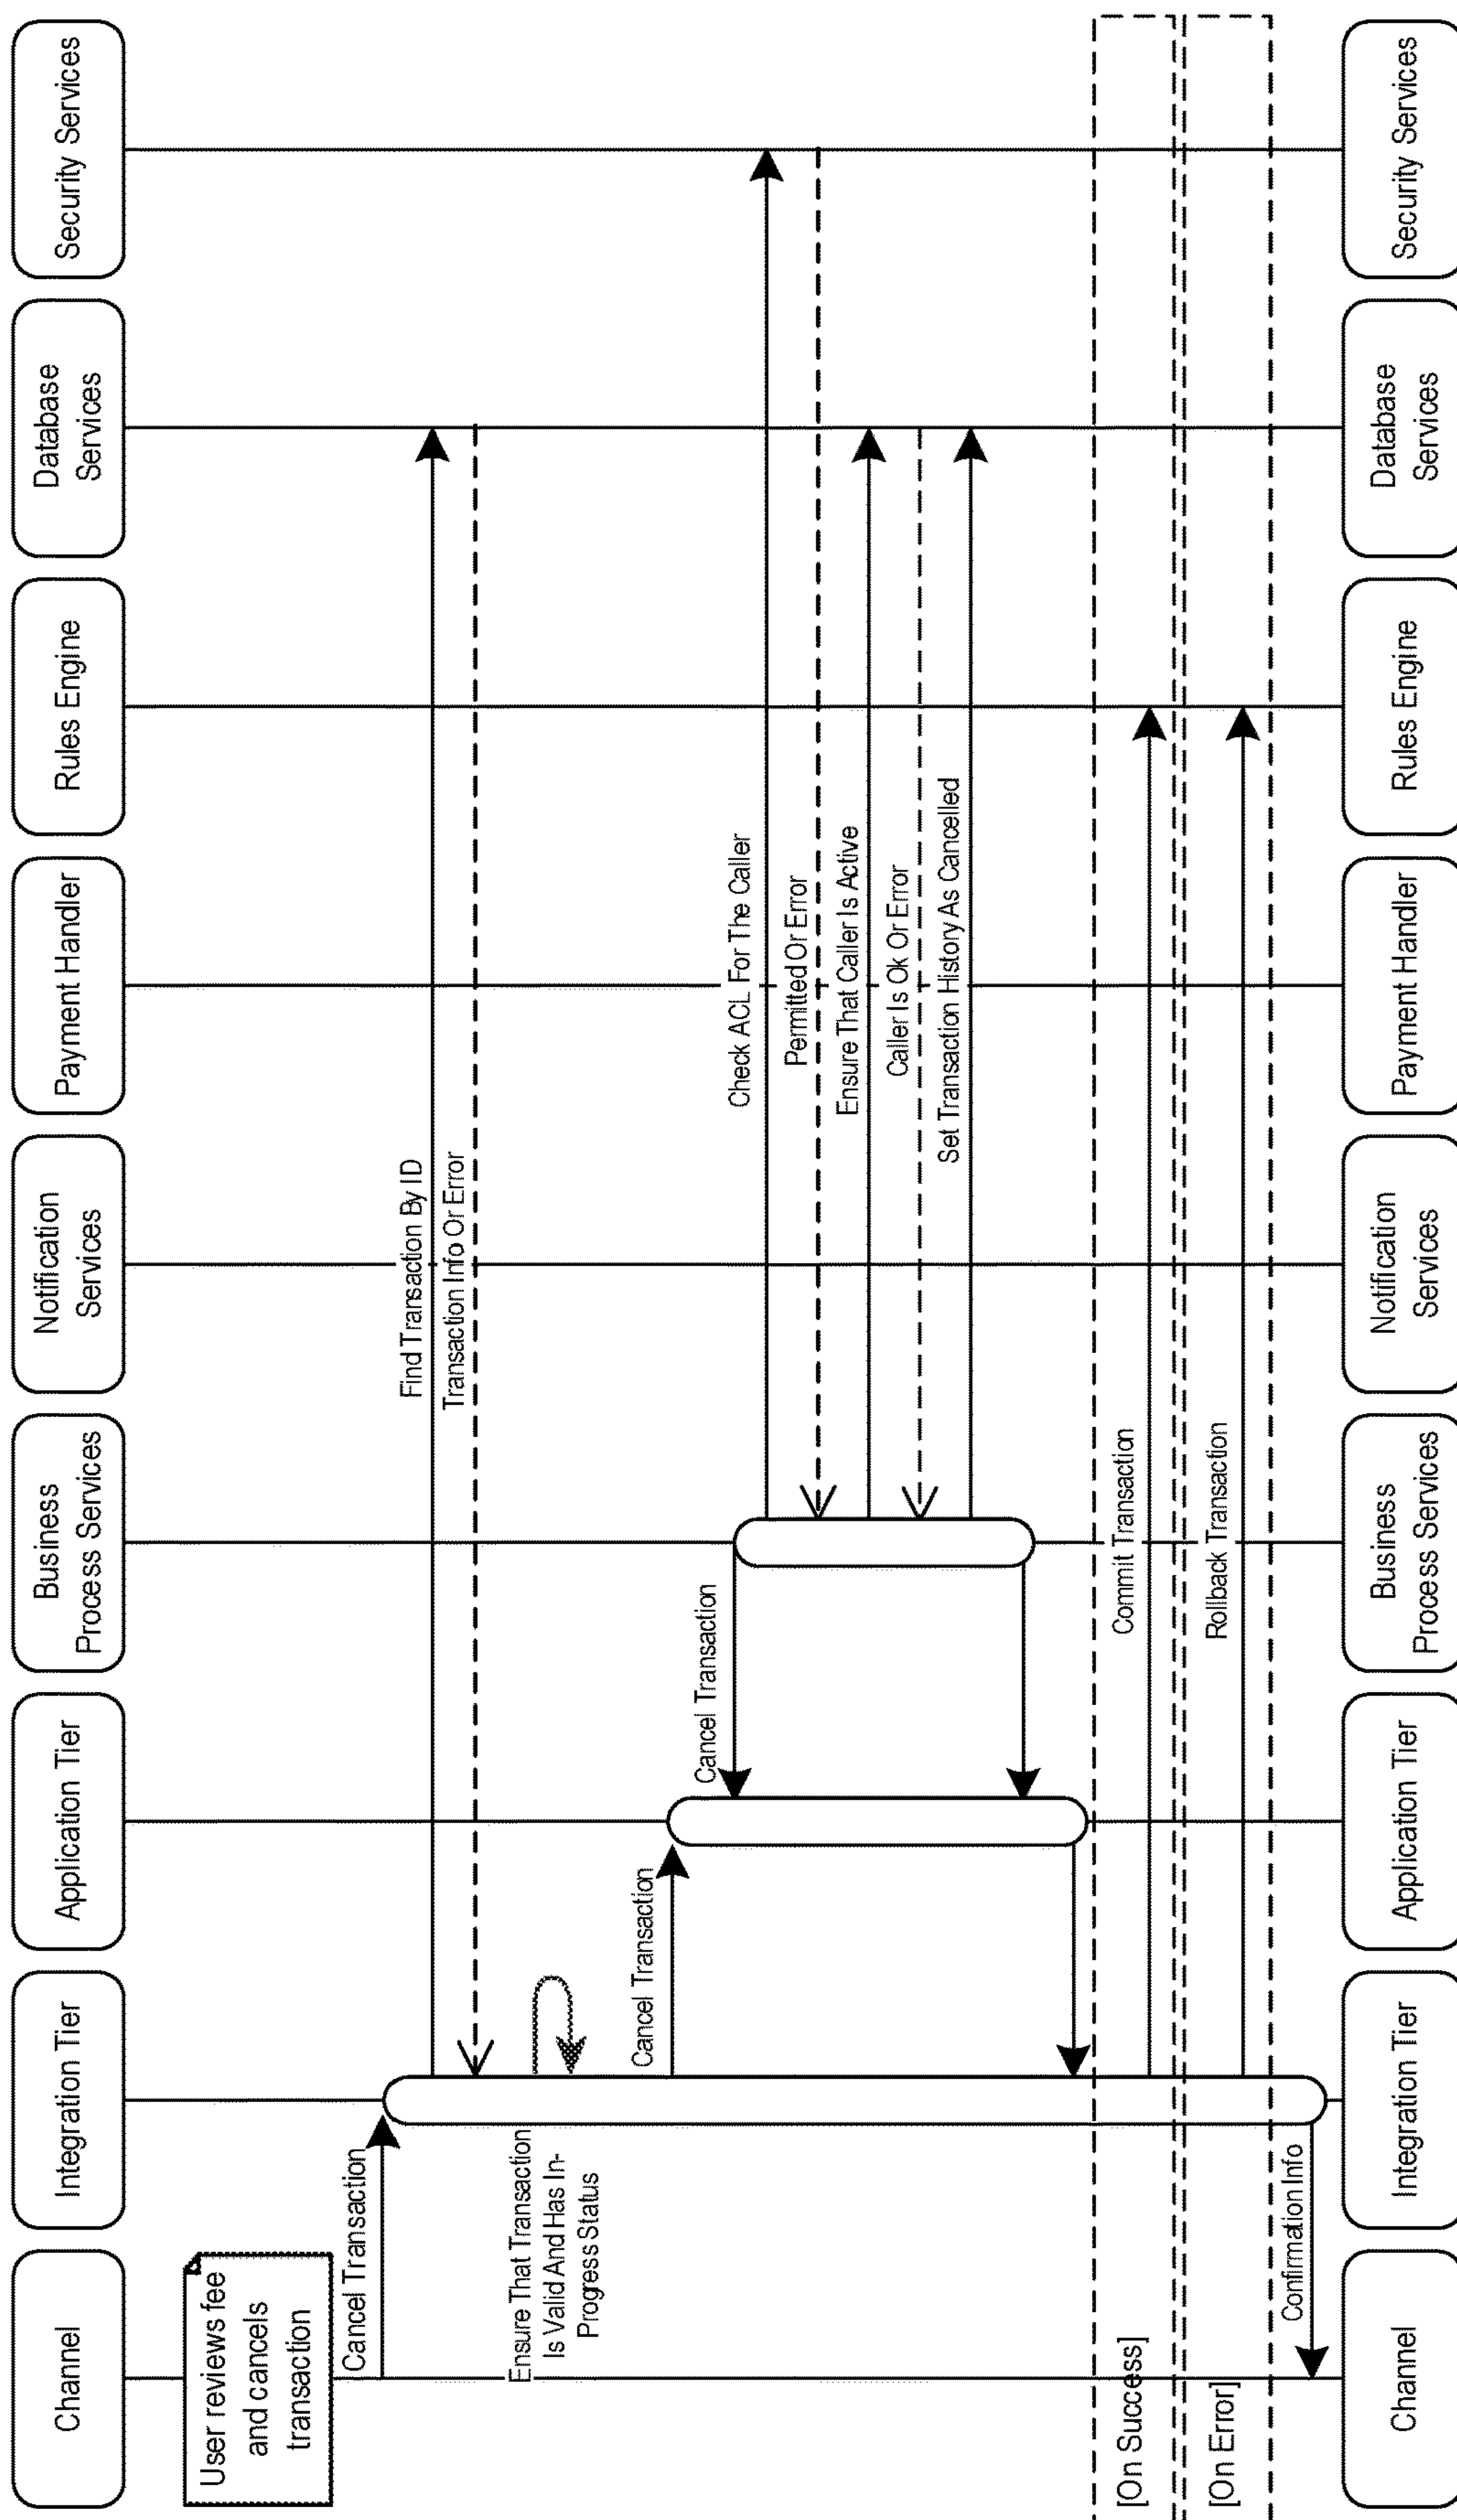 Channel
Integration Tier
Application Tier
Business
Process Services
Notification
Services
Payment Handler
Rules Engine
Database
Services
Security Services
User reviews fee
and cancels
transaction
Cancel Transaction
Find Transaction By ID
Transaction Info Or Error
Ensure That Transaction
Is Valid And Has In-
Progress Status
Cancel Transaction
Cancel Transaction
Check ACL For The Caller
Permitted Or Error
Ensure That Caller Is Active
Caller Is Ok Or Error
Set Transaction History As Cancelled
[On Success]
Commit Transaction
[On Error]
Rollback Transaction
Confirmation Info
Channel
Integration Tier
Application Tier
Business
Process Services
Notification
Services
Payment Handler
Rules Engine
Database
Services
Security Services